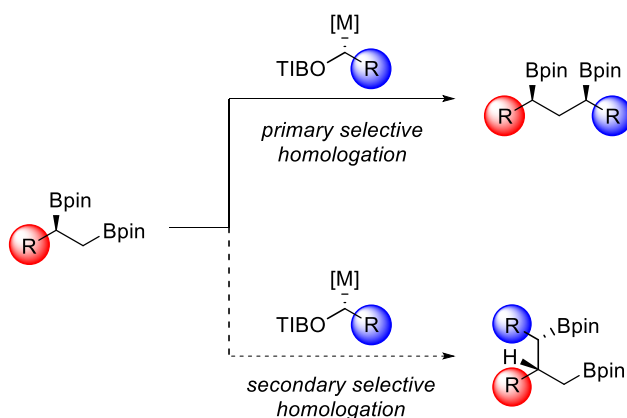 [M]
TIBO
R
primary selective
homologation
Bpin Bpin
R
R
Bpin
Bpin
R
[M]
TIBO
R
secondary selective
homologation
R
Bpin
H
Bpin
R